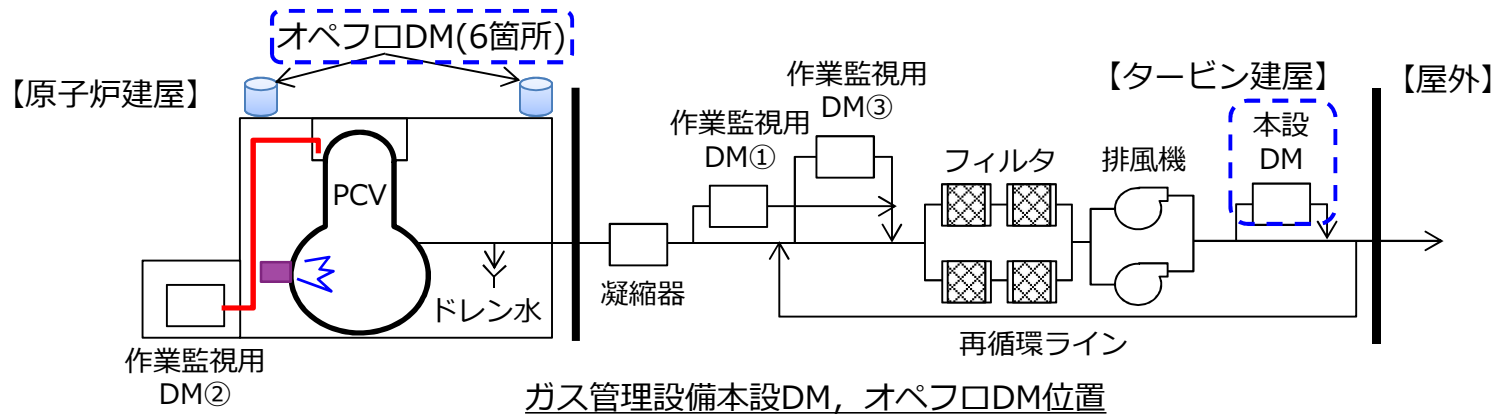 オペフロDM(6箇所)
【原子炉建屋】
作業監視用
DM③
【タービン建屋】
【屋外】
作業監視用
DM①
本設
DM
フィルタ
排風機
PCV
凝縮器
ドレン水
再循環ライン
作業監視用
DM②
ガス管理設備本設DM，オペフロDM位置